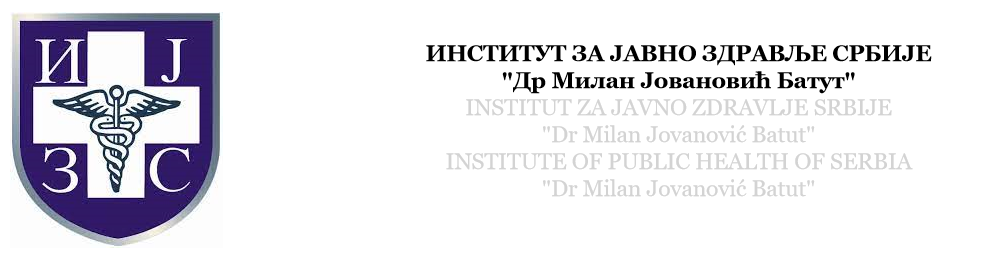 И Ј
З С
ИНСТИТУТ ЗА ЈАВНО ЗДРАВЉЕ СРБИЈЕ
"Др Милан Јовановић Батут"
INSTITUT ZA JAVNO ZDRAVLJE SRBIJE
"Dr Milan Jovanović Batut"
INSTITUTE OF PUBLIC HEALTH OF SERBIA
"Dr Milan Jovanović Batut"